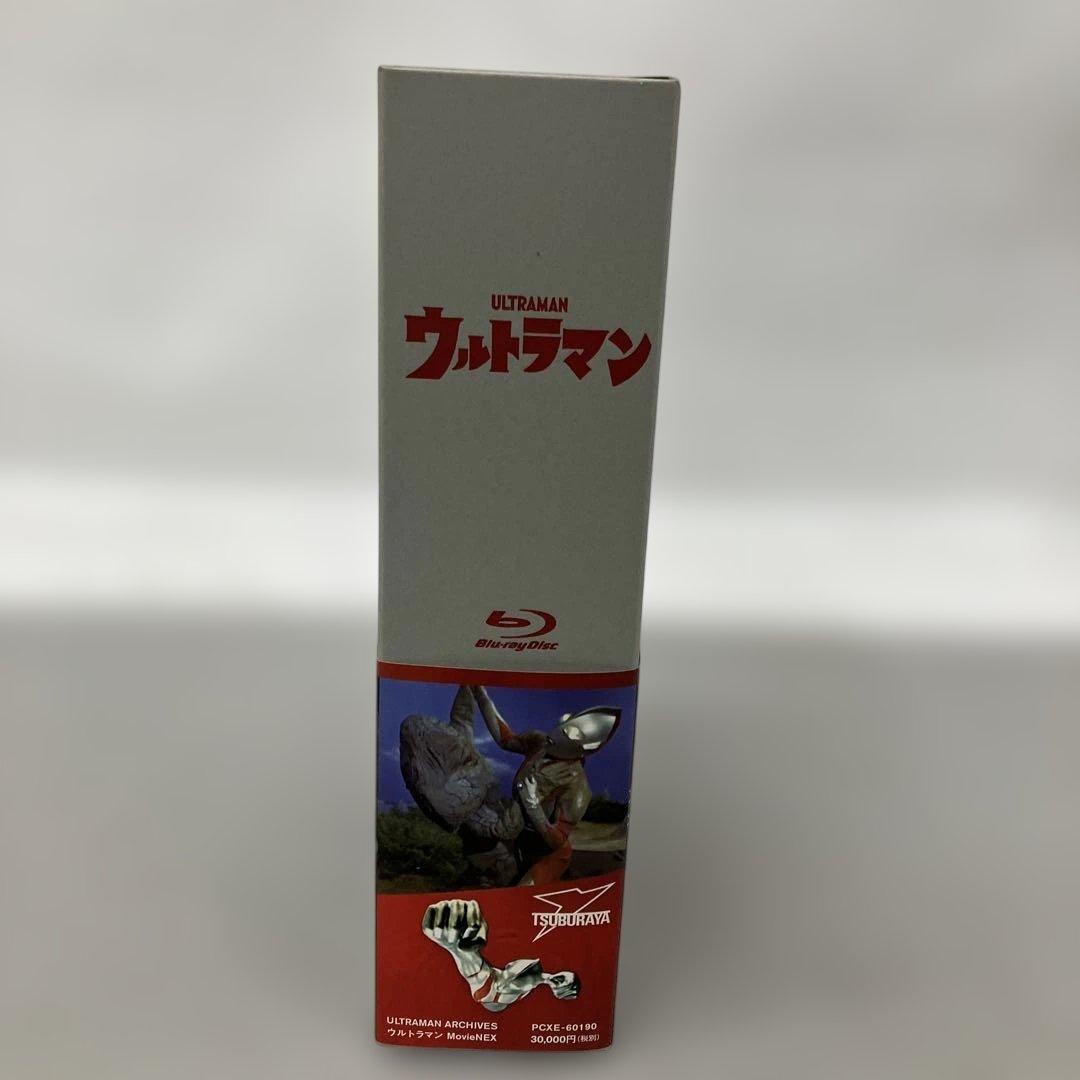 ULTRAMAN
ウルトラマン
Blu-ray Disc
TSUBURAYA
ULTRAMAN ARCHIVES
ウルトラマン MovieNEX
PCXE-60190
30,000円(税別)